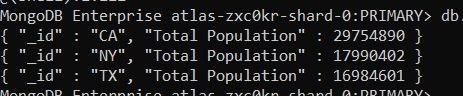 MongoDB Enterprise atlas-zxc0kr-shard-0:PRIMARY> db.
{ "_id" : "CA", "Total Population" : 29754890 }
{ "_id" : "NY", "Total Population" : 17990402 }
{ "_id" : "TX", "Total Population" : 16984601 }
MongoDB Enterprise atlas-zxc0kr-shard-0:PRIMARY>